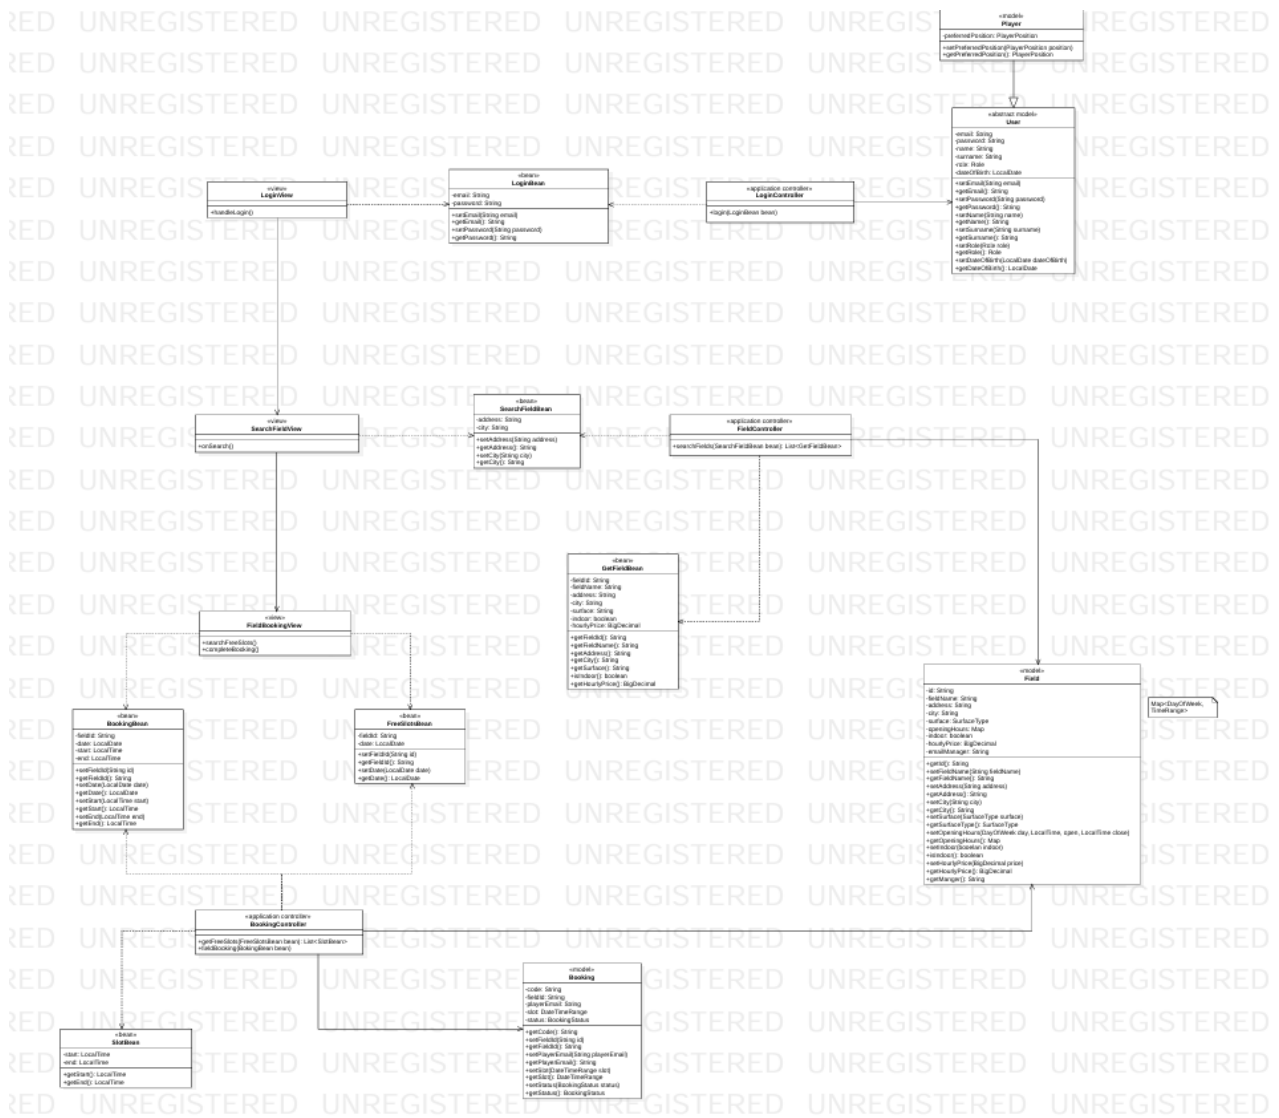 «model»
Player
-preferredPosition: PlayerPosition
+setPreferredPosition(PlayerPosition position)
+getPreferredPosition(): PlayerPosition
«abstract model»
User
-email: String
-password: String
-name: String
-surname: String
-role: Role
-dateOfBirth: LocalDate
+setEmail(String email)
+getEmail(): String
+setPassword(String password)
+getPassword(): String
+setName(String name)
+getName(): String
+setSurname(String surname)
+getSurname(): String
+setRole(Role role)
+getRole(): Role
+setDateOfBirth(LocalDate dateOfBirth)
+getDateOfBirth(): LocalDate
«view»
LoginView
+handleLogin()
«bean»
LoginBean
-email: String
-password: String
+setEmail(String email)
+getEmail(): String
+setPassword(String password)
+getPassword(): String
«application controller»
LoginController
+login(LoginBean bean)
«view»
SearchFieldView
+onSearch()
«bean»
SearchFieldBean
-address: String
-city: String
+setAddress(String address)
+getAddress(): String
+setCity(String city)
+getCity(): String
«application controller»
FieldController
+searchFields(SearchFieldBean bean): List<GetFieldBean>
«bean»
GetFieldBean
-fieldId: String
-fieldName: String
-address: String
-city: String
-surface: String
-indoor: boolean
-hourlyPrice: BigDecimal
+getFieldId(): String
+getFieldName(): String
+getAddress(): String
+getCity(): String
+getSurface(): String
+isIndoor(): boolean
+getHourlyPrice(): BigDecimal
«view»
FieldBookingView
+searchFreeSlots()
+completeBooking()
«bean»
BookingBean
-fieldId: String
-date: LocalDate
-start: LocalTime
-end: LocalTime
+setFieldId(String id)
+getFieldId(): String
+setDate(LocalDate date)
+getDate(): LocalDate
+setStart(LocalTime start)
+getStart(): LocalTime
+setEnd(LocalTime end)
+getEnd(): LocalTime
«bean»
FreeSlotsBean
-fieldId: String
-date: LocalDate
+setFieldId(String id)
+getFieldId(): String
+setDate(LocalDate date)
+getDate(): LocalDate
«model»
Field
-id: String
-fieldName: String
-address: String
-city: String
-surface: SurfaceType
-openingHours: Map
-indoor: boolean
-hourlyPrice: BigDecimal
-emailManager: String
+getId(): String
+setFieldName(String fieldName)
+getFieldName(): String
+setAddress(String address)
+getAddress(): String
+setCity(String city)
+getCity(): String
+setSurface(SurfaceType surface)
+getSurfaceType(): SurfaceType
+setOpeningHours(DayOfWeek day, LocalTime, open, LocalTime close)
+getOpeningHours(): Map
+setIndoor(boolean indoor)
+isIndoor(): boolean
+setHourlyPrice(BigDecimal price)
+getHourlyPrice(): BigDecimal
+getManger(): String
Map<DayOfWeek,
TimeRange>
«application controller»
BookingController
+getFreeSlots(FreeSlotsBean bean): List<SlotBean>
+fieldBooking(BokingBean bean)
«bean»
SlotBean
-start: LocalTime
-end: LocalTime
+getStart(): LocalTime
+getEnd(): LocalTime
«model»
Booking
-code: String
-fieldId: String
-playerEmail: String
-slot: DateTimeRange
-status: BookingStatus
+getCode(): String
+setFieldId(String id)
+getFieldId(): String
+setPlayerEmail(String playerEmail)
+getPlayerEmail(): String
+setSlot(DateTimeRange slot)
+getSlot(): DateTimeRange
+setStatus(BookingStatus status)
+getStatus(): BookingStatus
UNREGISTERED